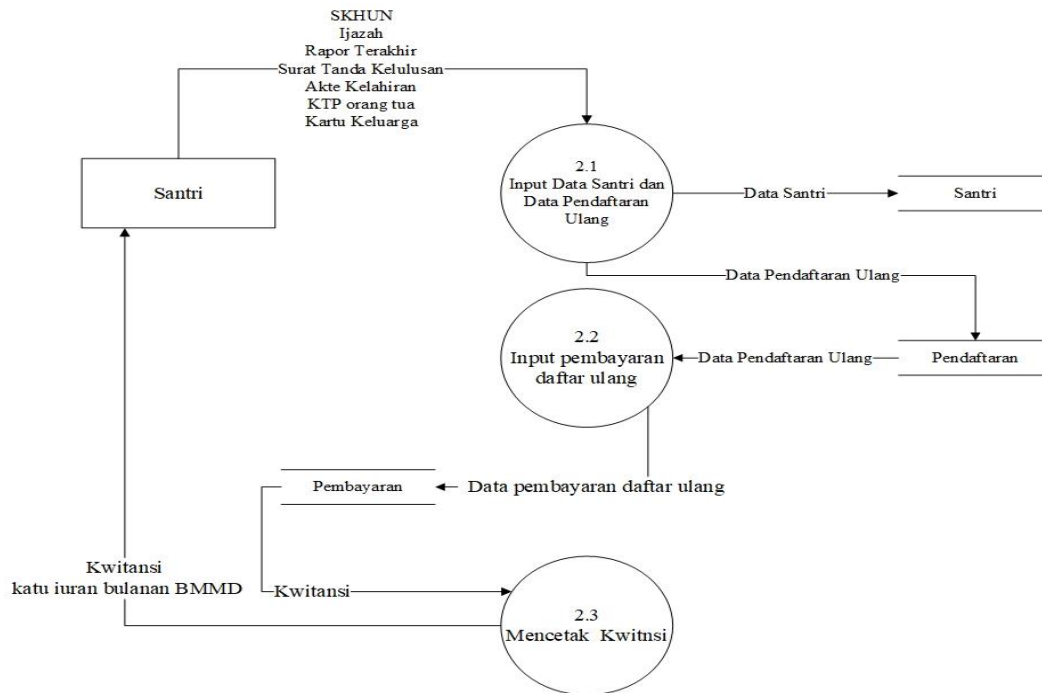 SKHUN
Ijazah
Rapor Terakhir
Surat Tanda Kelulusan
Akte Kelahiran
KTP orang tua
Kartu Keluarga
Santri
2.1
Input Data Santri dan
Data Pendaftaran
Ulang
Data Santri
Santri
Data Pendaftaran Ulang
2.2
Input pembayaran
daftar ulang
Data Pendaftaran Ulang
Pendaftaran
Pembayaran
Data pembayaran daftar ulang
Kwitansi
katu iuran bulanan BMMD
Kwitansi
2.3
Mencetak Kwitnsi